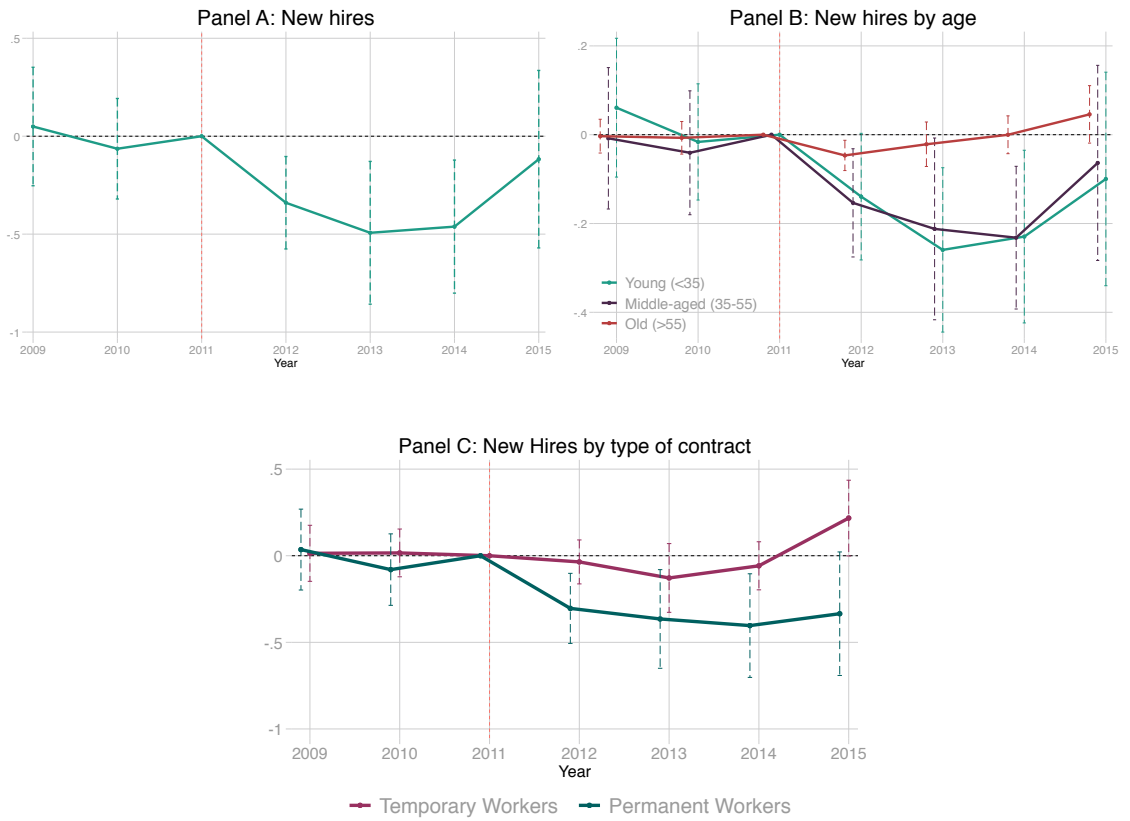 Panel A: New hires
.5
0
-.5
-1
2009 2010 2011 2012 2013 2014 2015
Year
Panel B: New hires by age
.2
0
-.2
-.4
Young (<35)
Middle-aged (35-55)
Old (>55)
2009 2010 2011 2012 2013 2014 2015
Year
Panel C: New Hires by type of contract
.5
0
-.5
-1
2009 2010 2011 2012 2013 2014 2015
Year
Temporary Workers Permanent Workers